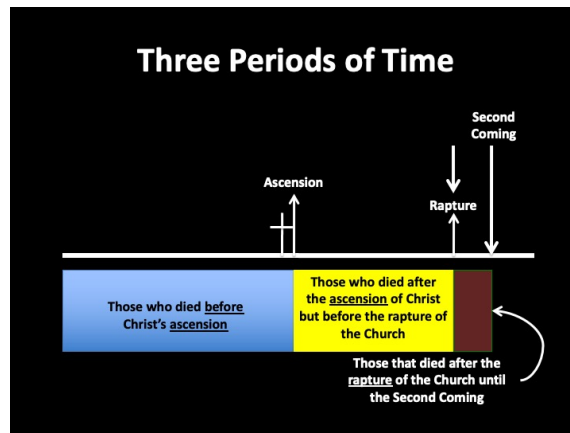 Three Periods of Time
Second
Coming
Ascension
Rapture
Those who died before
Christ's ascension
Those who died after
the ascension of Christ
but before the rapture of
the Church
Those that died after the
rapture of the Church until
the Second Coming